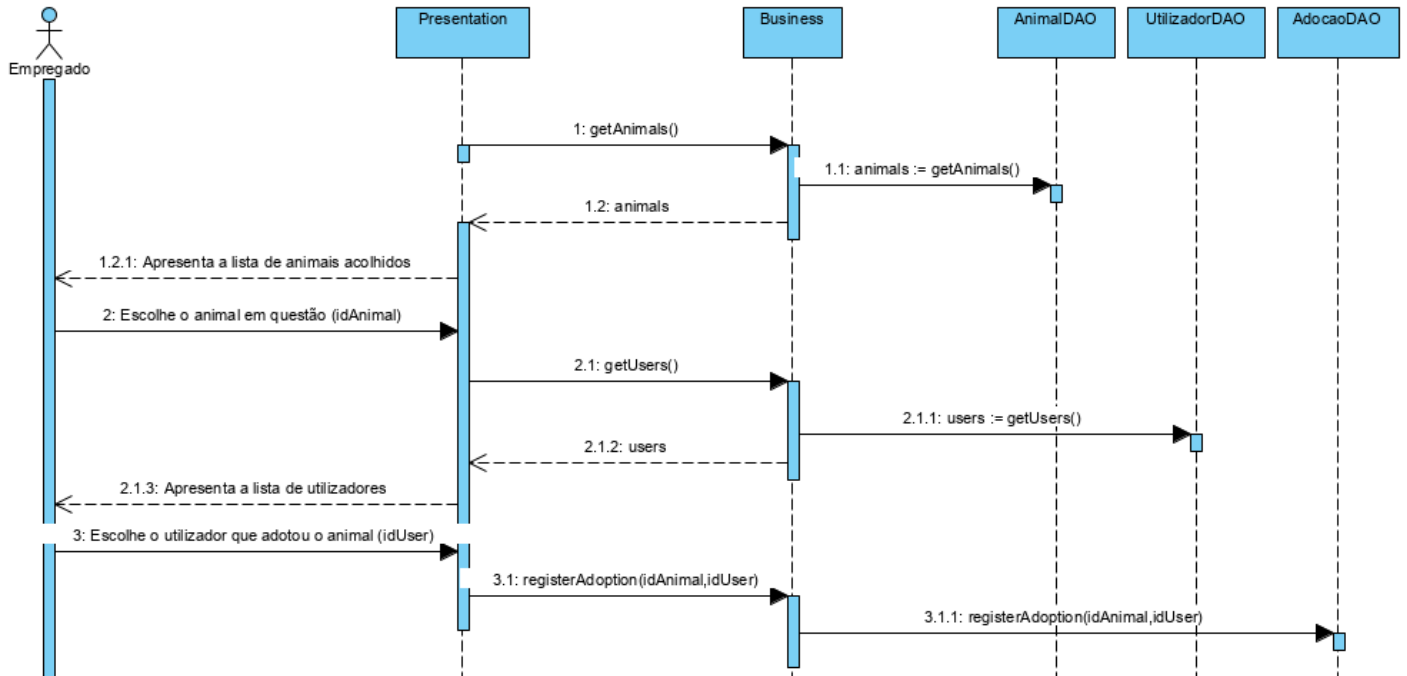 Presentation
Business
AnimalDAO
UtilizadorDAO
AdocaoDAO
Empregado
1: getAnimals()
1.1: animals := getAnimals()
1.2: animals
1.2.1: Apresenta a lista de animais acolhidos
2: Escolhe o animal em questão (idAnimal)
2.1: getUsers()
2.1.1: users := getUsers()
2.1.2: users
2.1.3: Apresenta a lista de utilizadores
3: Escolhe o utilizador que adotou o animal (idUser)
3.1: registerAdoption(idAnimal,idUser)
3.1.1: registerAdoption(idAnimal,idUser)